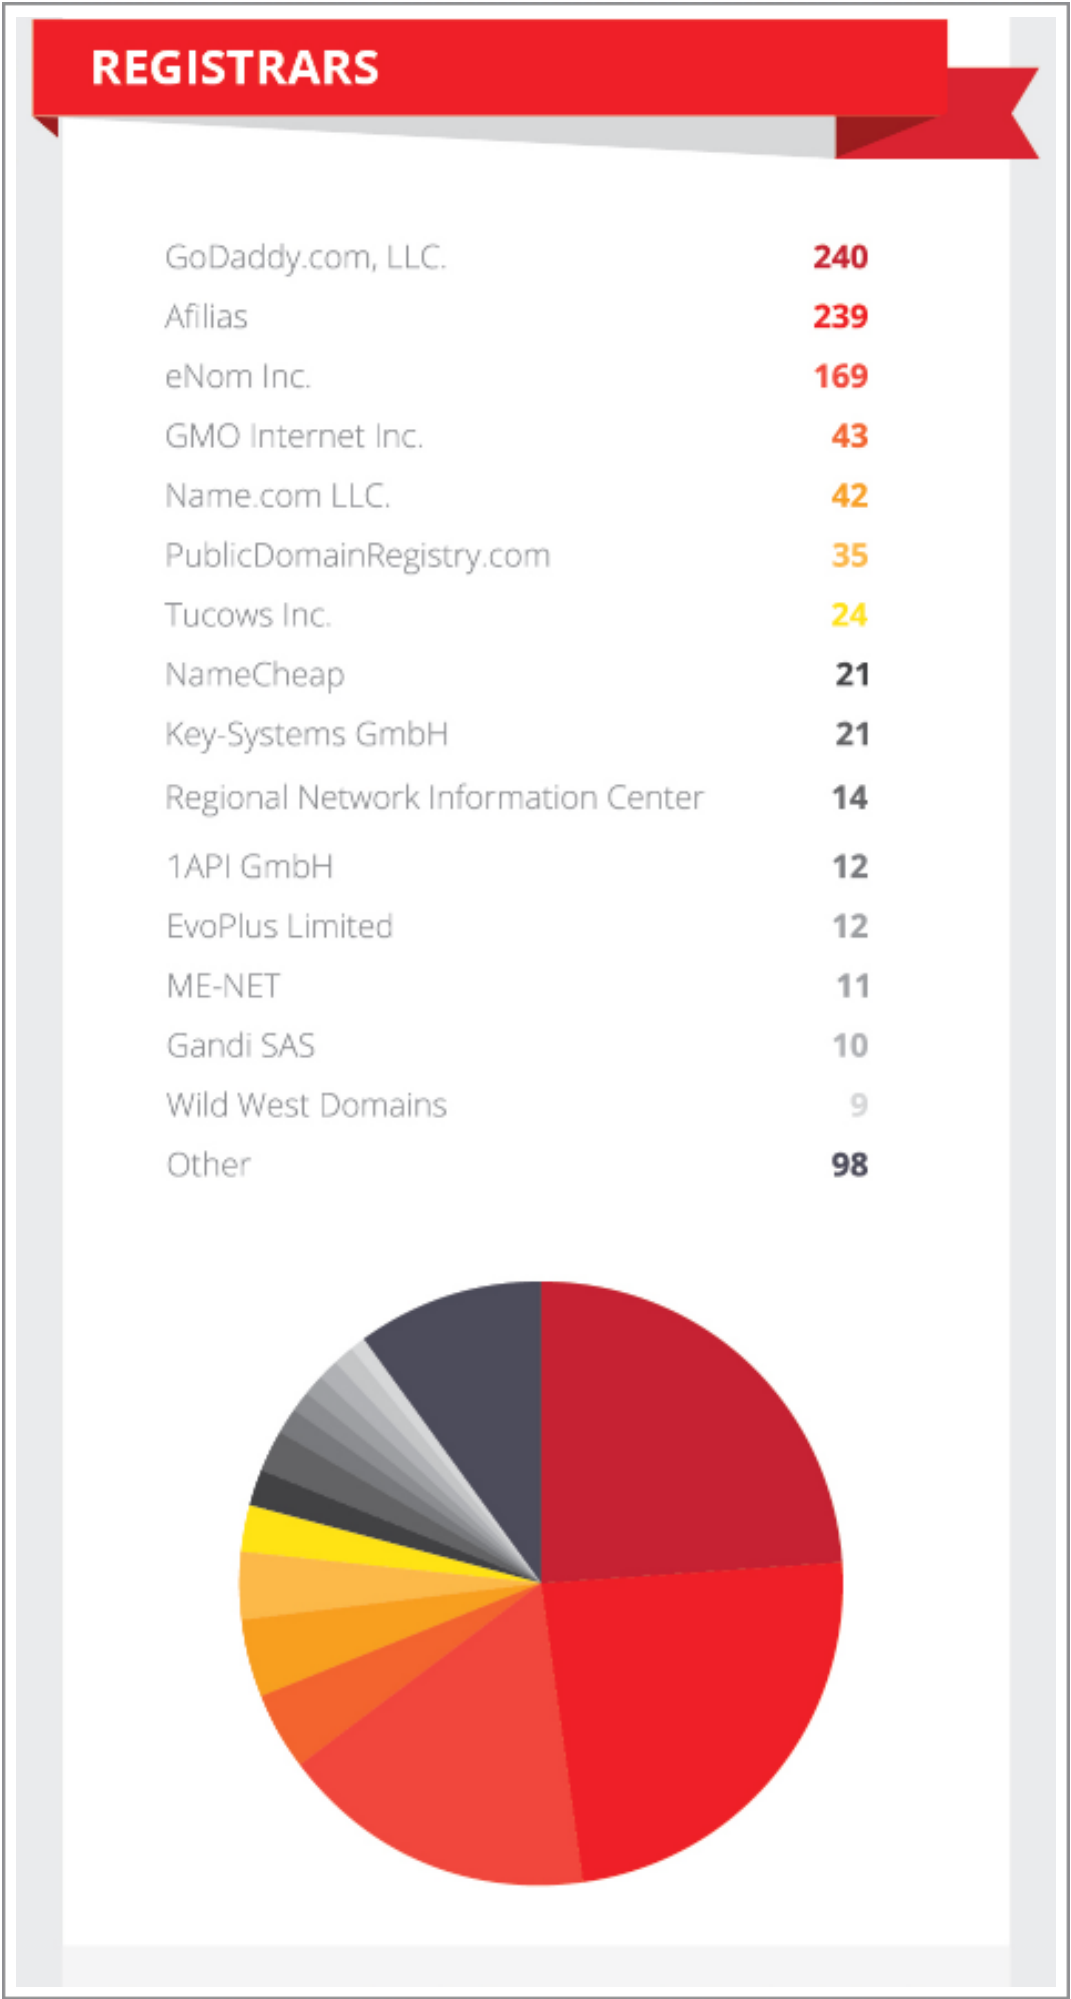 REGISTRARS
GoDaddy.com, LLC. 240
Afilias 239
eNom Inc. 169
GMO Internet Inc. 43
Name.com LLC. 42
PublicDomainRegistry.com 35
Tucows Inc. 24
NameCheap 21
Key-Systems GmbH 21
Regional Network Information Center 14
1API GmbH 12
EvoPlus Limited 12
ME-NET 11
Gandi SAS 10
Wild West Domains 9
Other 98